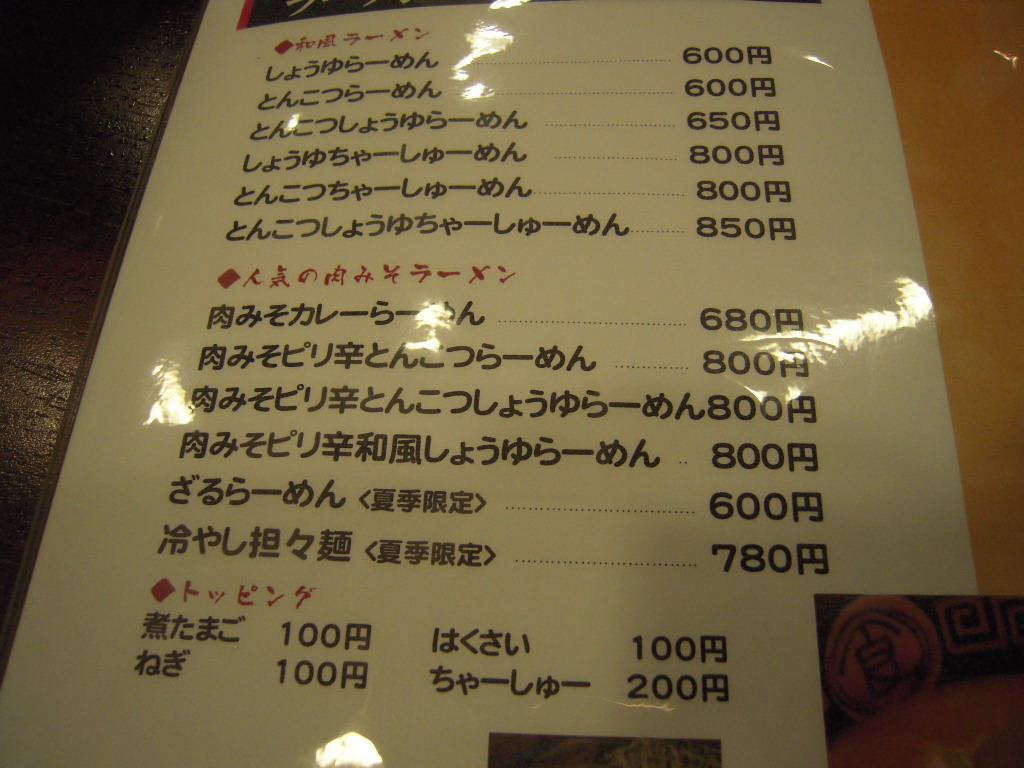 ◆和風ラーメン
しょうゆらーめん 600円
とんこつらーめん 600円
とんこつしょうゆらーめん 650円
しょうゆちゃーしゅーめん 800円
とんこつちゃーしゅーめん 800円
とんこつしょうゆちゃーしゅーめん 850円
◆人気の肉みそラーメン
肉みそカレーらーめん 680円
肉みそピリ辛とんこつらーめん 800円
肉みそピリ辛とんこつしょうゆらーめん800円
肉みそピリ辛和風しょうゆらーめん 800円
ざるらーめん〈夏季限定〉 600円
冷やし担々麺〈夏季限定〉 780円
◆トッピング
煮たまご 100円 はくさい 100円
ねぎ 100円 ちゃーしゅー 200円